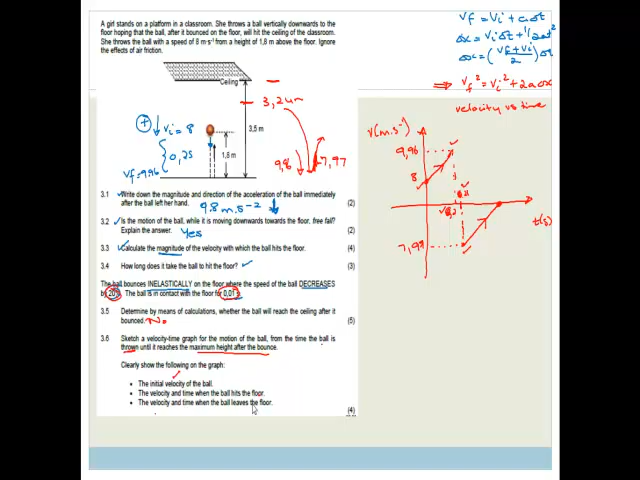 A girl stands on a platform in a classroom. She throws a ball vertically downwards to the
floor hoping that the ball, after it bounced on the floor, will hit the ceiling of the classroom.
She throws the ball with a speed of 8 m·s⁻¹ from a height of 1,8 m above the floor. Ignore
the effects of air friction.
Ceiling
3,24m
+ vi = 8
0,2s
vf = 9,96
3,5 m
1,8 m
9,96
7,97
3.1 Write down the magnitude and direction of the acceleration of the ball immediately
after the ball left her hand. (2)
9.8 m.s⁻² ↓
3.2 Is the motion of the ball, while it is moving downwards towards the floor, free fall?
Explain the answer. Yes (2)
3.3 Calculate the magnitude of the velocity with which the ball hits the floor. (4)
3.4 How long does it take the ball to hit the floor? (3)
The ball bounces INELASTICALLY on the floor where the speed of the ball DECREASES
by 20%. The ball is in contact with the floor for 0,01 s.
3.5 Determine by means of calculations, whether the ball will reach the ceiling after it
bounced. No (5)
3.6 Sketch a velocity-time graph for the motion of the ball, from the time the ball is
thrown until it reaches the maximum height after the bounce.
Clearly show the following on the graph:
• The initial velocity of the ball.
• The velocity and time when the ball hits the floor.
• The velocity and time when the ball leaves the floor.
(4)
vf = vi + aΔt
Δx = viΔt + 1/2 aΔt²
Δx = (vf + vi / 2) Δt
⇒ vf² = vi² + 2aΔx
velocity vs time
v(m.s⁻¹)
9,96
8
7,97
t(s)